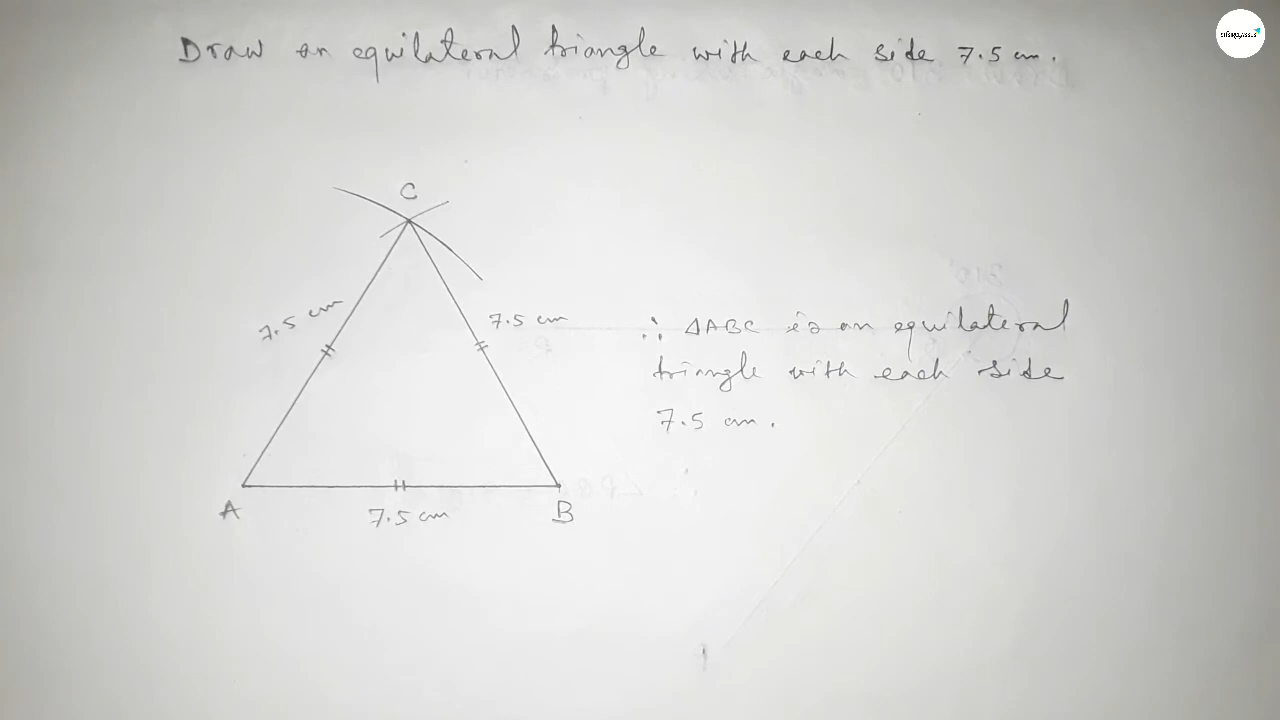 Draw an equilateral triangle with each side 7.5 cm.
C
7.5 cm
7.5 cm
∴ △ABC is an equilateral
triangle with each side
7.5 cm.
A
7.5 cm
B